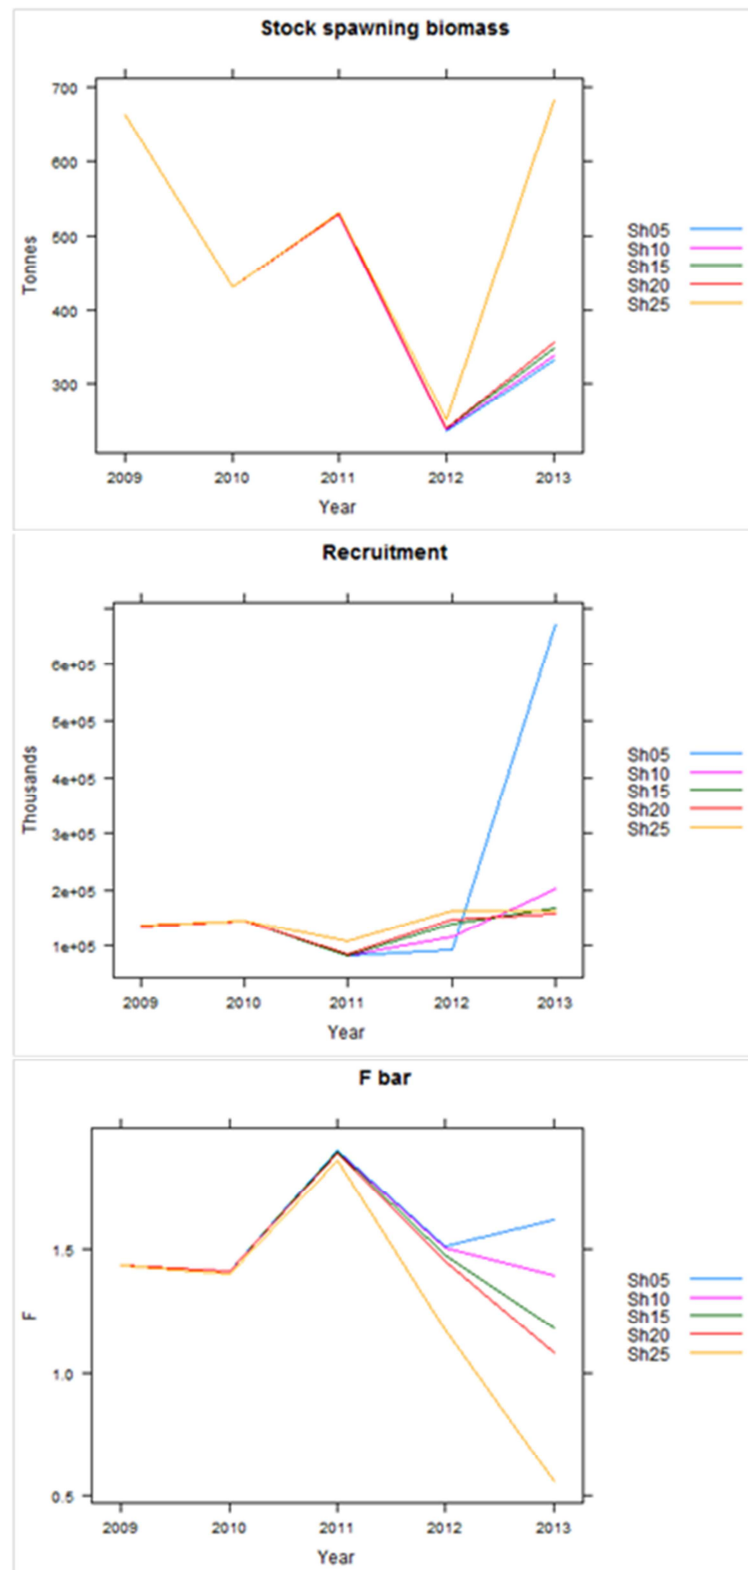 Stock spawning biomass
700
600
500
400
300
Tonnes
2009 2010 2011 2012 2013
Year
Sh05
Sh10
Sh15
Sh20
Sh25
Recruitment
6e+05
5e+05
4e+05
3e+05
2e+05
1e+05
Thousands
2009 2010 2011 2012 2013
Year
Sh05
Sh10
Sh15
Sh20
Sh25
F bar
1.5
1.0
0.5
F
2009 2010 2011 2012 2013
Year
Sh05
Sh10
Sh15
Sh20
Sh25